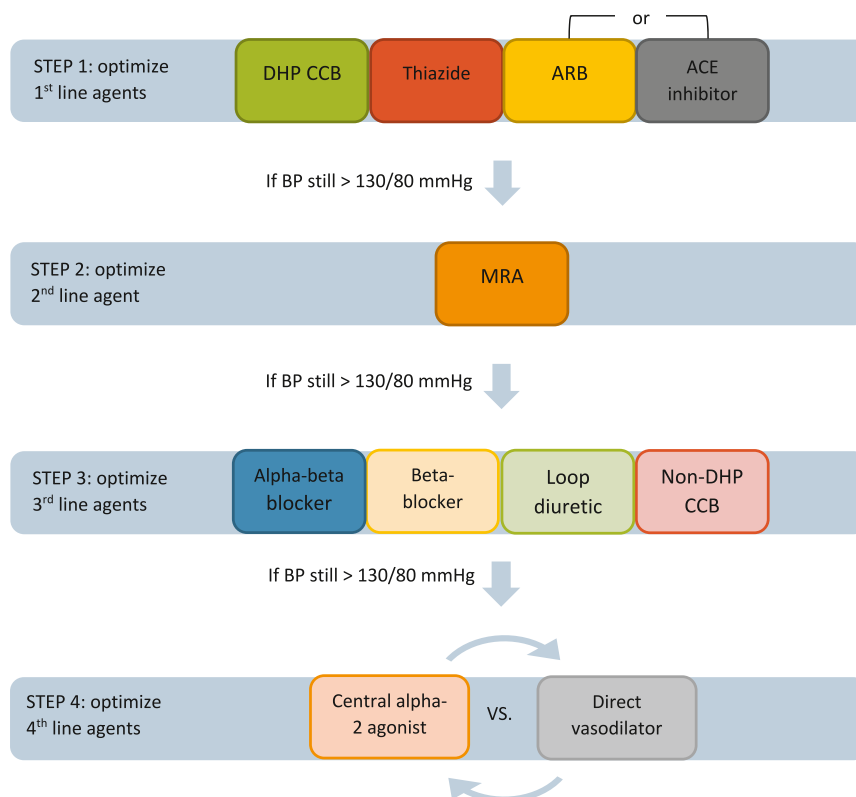 or
STEP 1: optimize
1st line agents
DHP CCB
Thiazide
ARB
ACE
inhibitor
If BP still > 130/80 mmHg
STEP 2: optimize
2nd line agent
MRA
If BP still > 130/80 mmHg
STEP 3: optimize
3rd line agents
Alpha-beta
blocker
Beta-
blocker
Loop
diuretic
Non-DHP
CCB
If BP still > 130/80 mmHg
STEP 4: optimize
4th line agents
Central alpha-
2 agonist
VS.
Direct
vasodilator